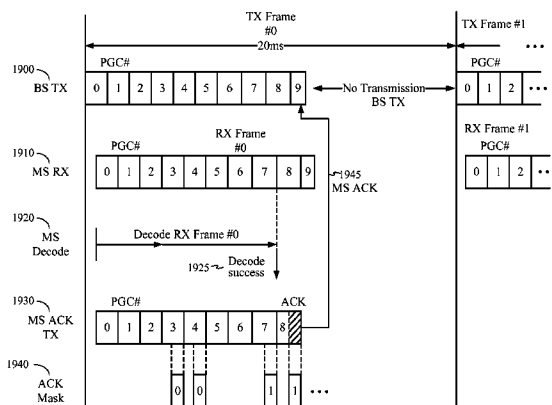 TX Frame
#0
20ms
TX Frame #1
...
1900
BS TX
PGC#
0 1 2 3 4 5 6 7 8 9
No Transmission
BS TX
PGC#
0 1 2 ...
1910
MS RX
PGC#
RX Frame
#0
0 1 2 3 4 5 6 7 8 9
1945
MS ACK
RX Frame #1
PGC#
0 1 2 ...
1920
MS
Decode
Decode RX Frame #0
1925
Decode
success
1930
MS ACK
TX
PGC#
ACK
0 1 2 3 4 5 6 7 8
1940
ACK
Mask
0 0 1 1 ...